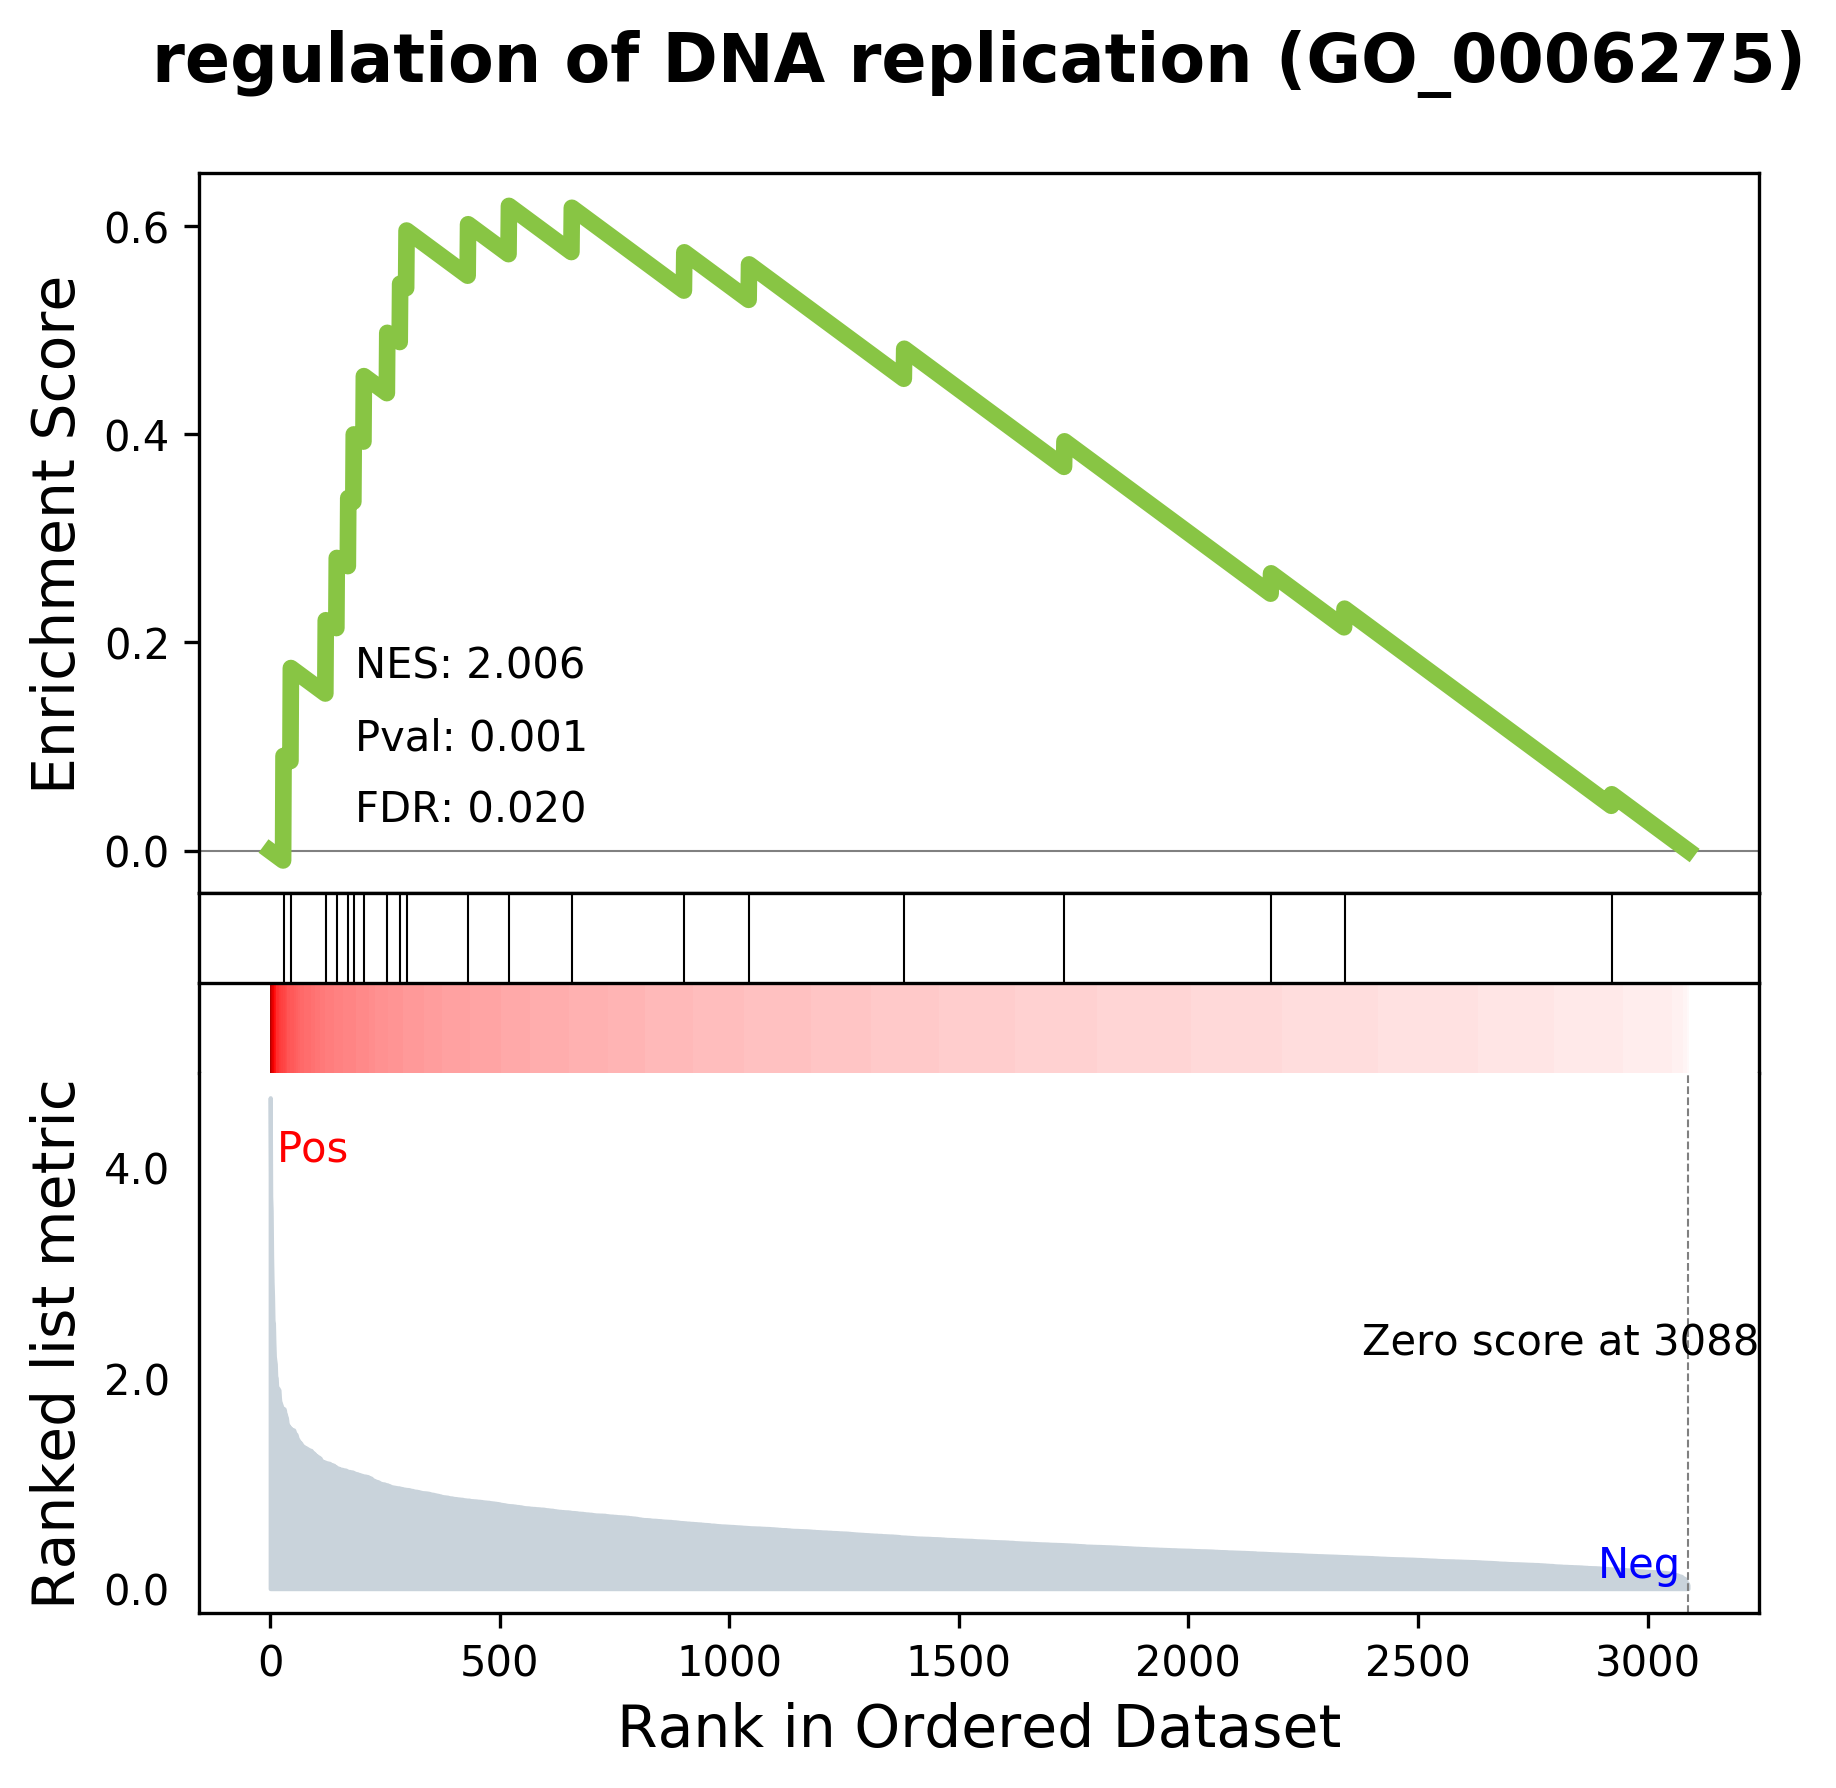 regulation of DNA replication (GO_0006275)
Enrichment Score
0.6
0.4
0.2
0.0
NES: 2.006
Pval: 0.001
FDR: 0.020
Ranked list metric
4.0
2.0
0.0
Pos
Zero score at 3088
Neg
0 500 1000 1500 2000 2500 3000
Rank in Ordered Dataset